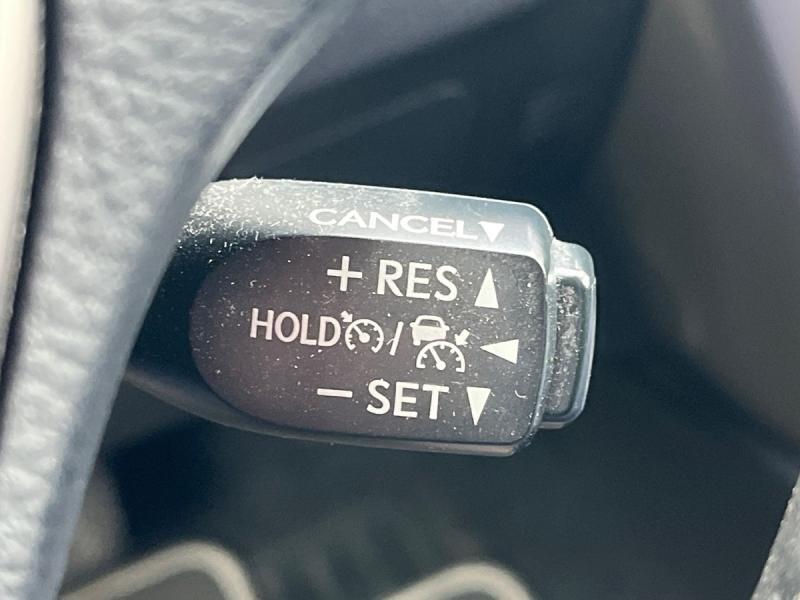 CANCEL▼
+ RES ▲
HOLD / ◀
− SET ▼